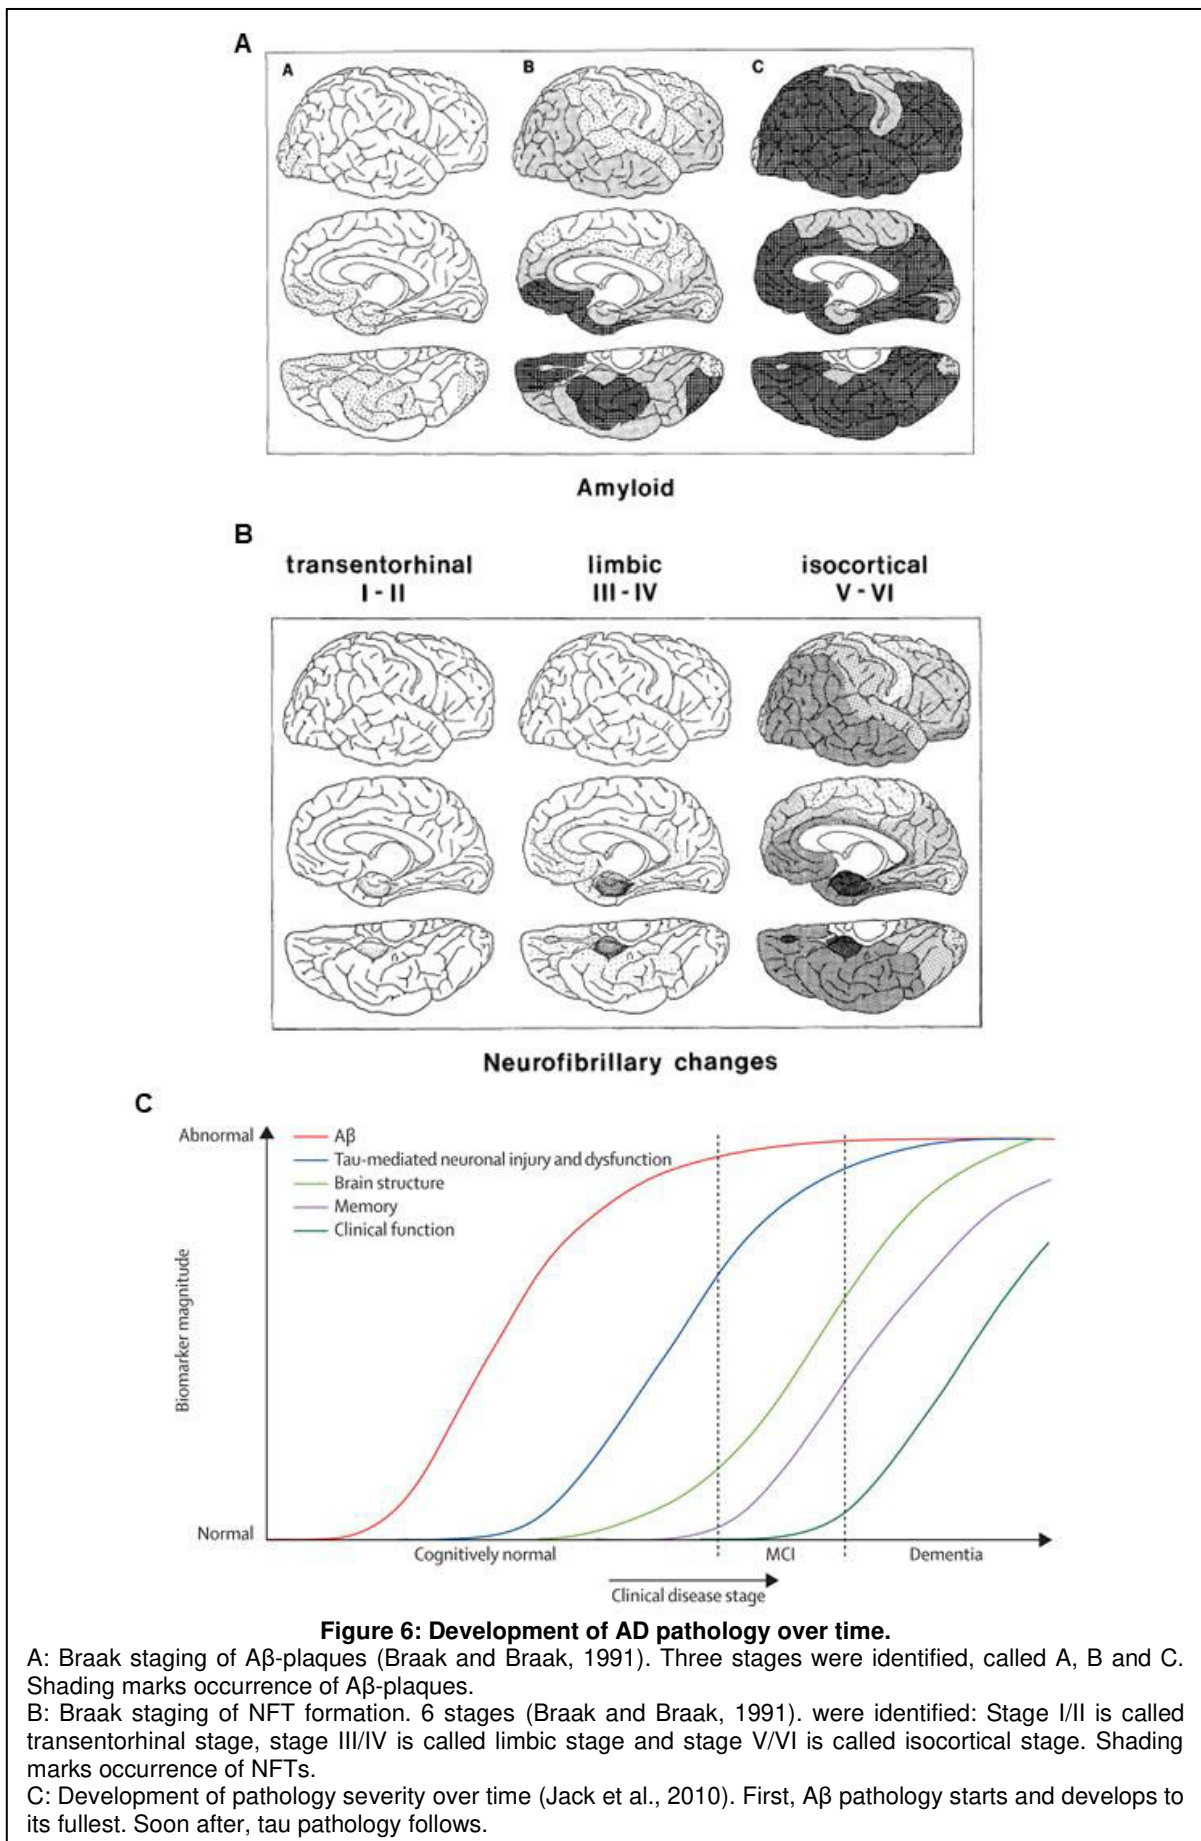 A
A
B
C
Amyloid
B
transentorhinal
I - II
limbic
III - IV
isocortical
V - VI
Neurofibrillary changes
C
Abnormal
Aβ
Tau-mediated neuronal injury and dysfunction
Brain structure
Memory
Clinical function
Biomarker magnitude
Normal
Cognitively normal
MCI
Dementia
Clinical disease stage
Figure 6: Development of AD pathology over time.
A: Braak staging of Aβ-plaques (Braak and Braak, 1991). Three stages were identified, called A, B and C.
Shading marks occurrence of Aβ-plaques.
B: Braak staging of NFT formation. 6 stages (Braak and Braak, 1991). were identified: Stage I/II is called
transentorhinal stage, stage III/IV is called limbic stage and stage V/VI is called isocortical stage. Shading
marks occurrence of NFTs.
C: Development of pathology severity over time (Jack et al., 2010). First, Aβ pathology starts and develops to
its fullest. Soon after, tau pathology follows.